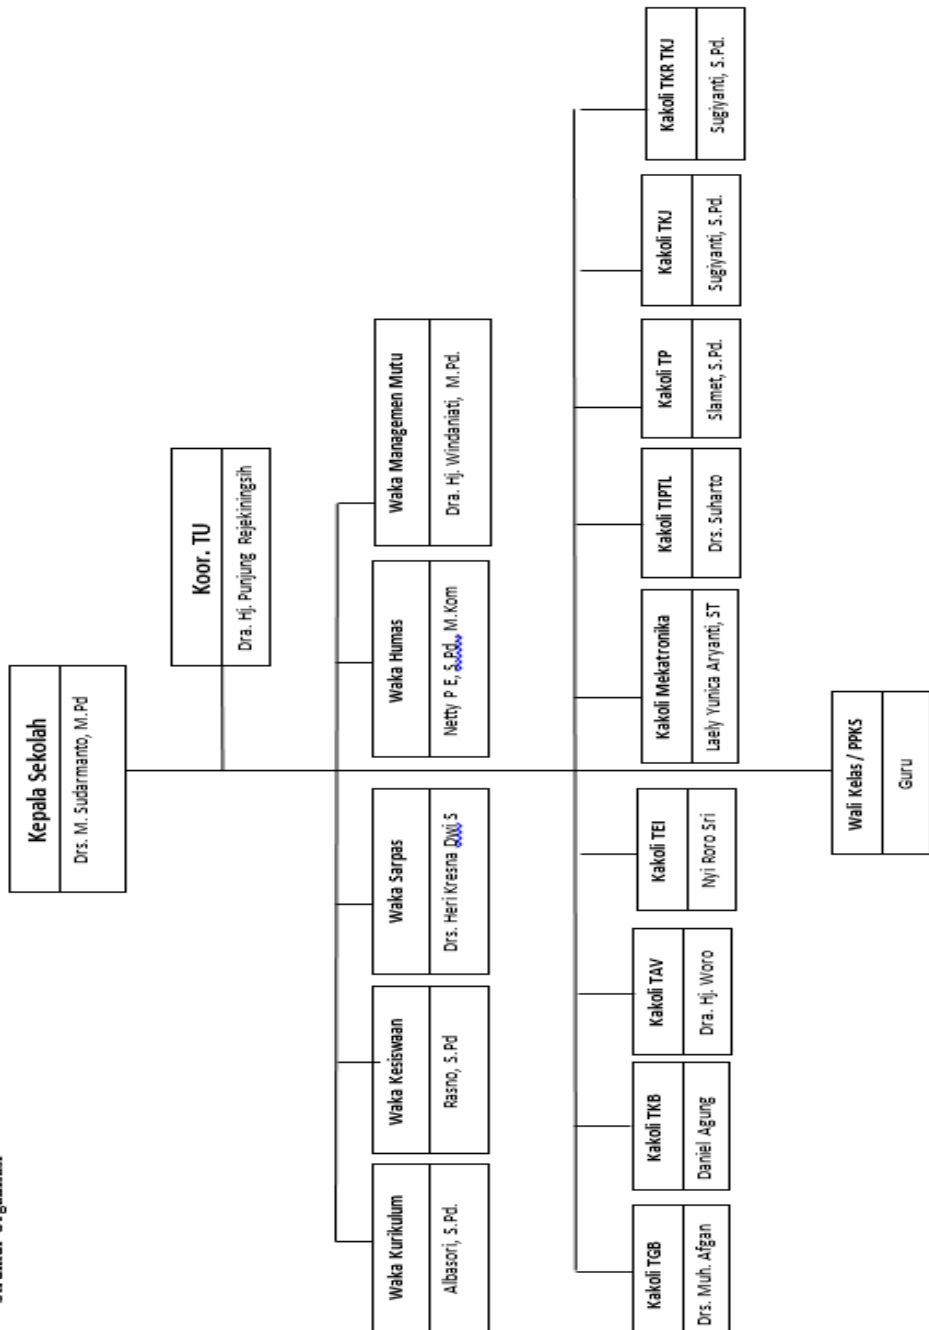 Struktur Organisasi
Kepala Sekolah
Drs. M. Sudarmanto, M.Pd
Koor. TU
Dra. Hj. Punjung Rejekiningsih
Waka Kurikulum
Albasori, S.Pd.
Waka Kesiswaan
Rasno, S.Pd
Waka Sarpas
Drs. Heri Kresna Dwi S
Waka Humas
Netty P E, S.Pd., M.Kom
Waka Managemen Mutu
Dra. Hj. Windaniati, M.Pd.
Kakoli TGB
Drs. Muh. Afgan
Kakoli TKB
Daniel Agung
Kakoli TAV
Dra. Hj. Woro
Kakoli TEI
Nyi Roro Sri
Kakoli Mekatronika
Laely Yunica Aryanti, ST
Kakoli TIPTL
Drs. Suharto
Kakoli TP
Slamet, S.Pd.
Kakoli TKJ
Sugiyanti, S.Pd.
Kakoli TKR TKJ
Sugiyanti, S.Pd.
Wali Kelas / PPKS
Guru